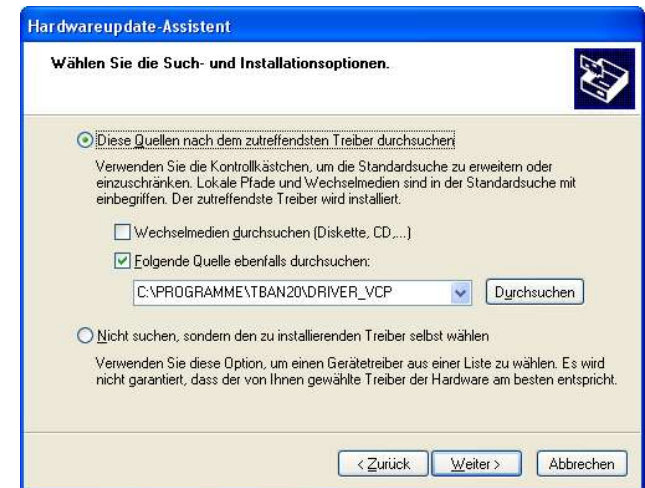 Hardwareupdate-Assistent
Wählen Sie die Such- und Installationsoptionen.
Diese Quellen nach dem zutreffendsten Treiber durchsuchen
Verwenden Sie die Kontrollkästchen, um die Standardsuche zu erweitern oder
einzuschränken. Lokale Pfade und Wechselmedien sind in der Standardsuche mit
einbegriffen. Der zutreffendste Treiber wird installiert.
Wechselmedien durchsuchen (Diskette, CD,...)
Folgende Quelle ebenfalls durchsuchen:
C:\PROGRAMME\TBAN20\DRIVER_VCP
Durchsuchen
Nicht suchen, sondern den zu installierenden Treiber selbst wählen
Verwenden Sie diese Option, um einen Gerätetreiber aus einer Liste zu wählen. Es wird
nicht garantiert, dass der von Ihnen gewählte Treiber der Hardware am besten entspricht.
< Zurück Weiter > Abbrechen